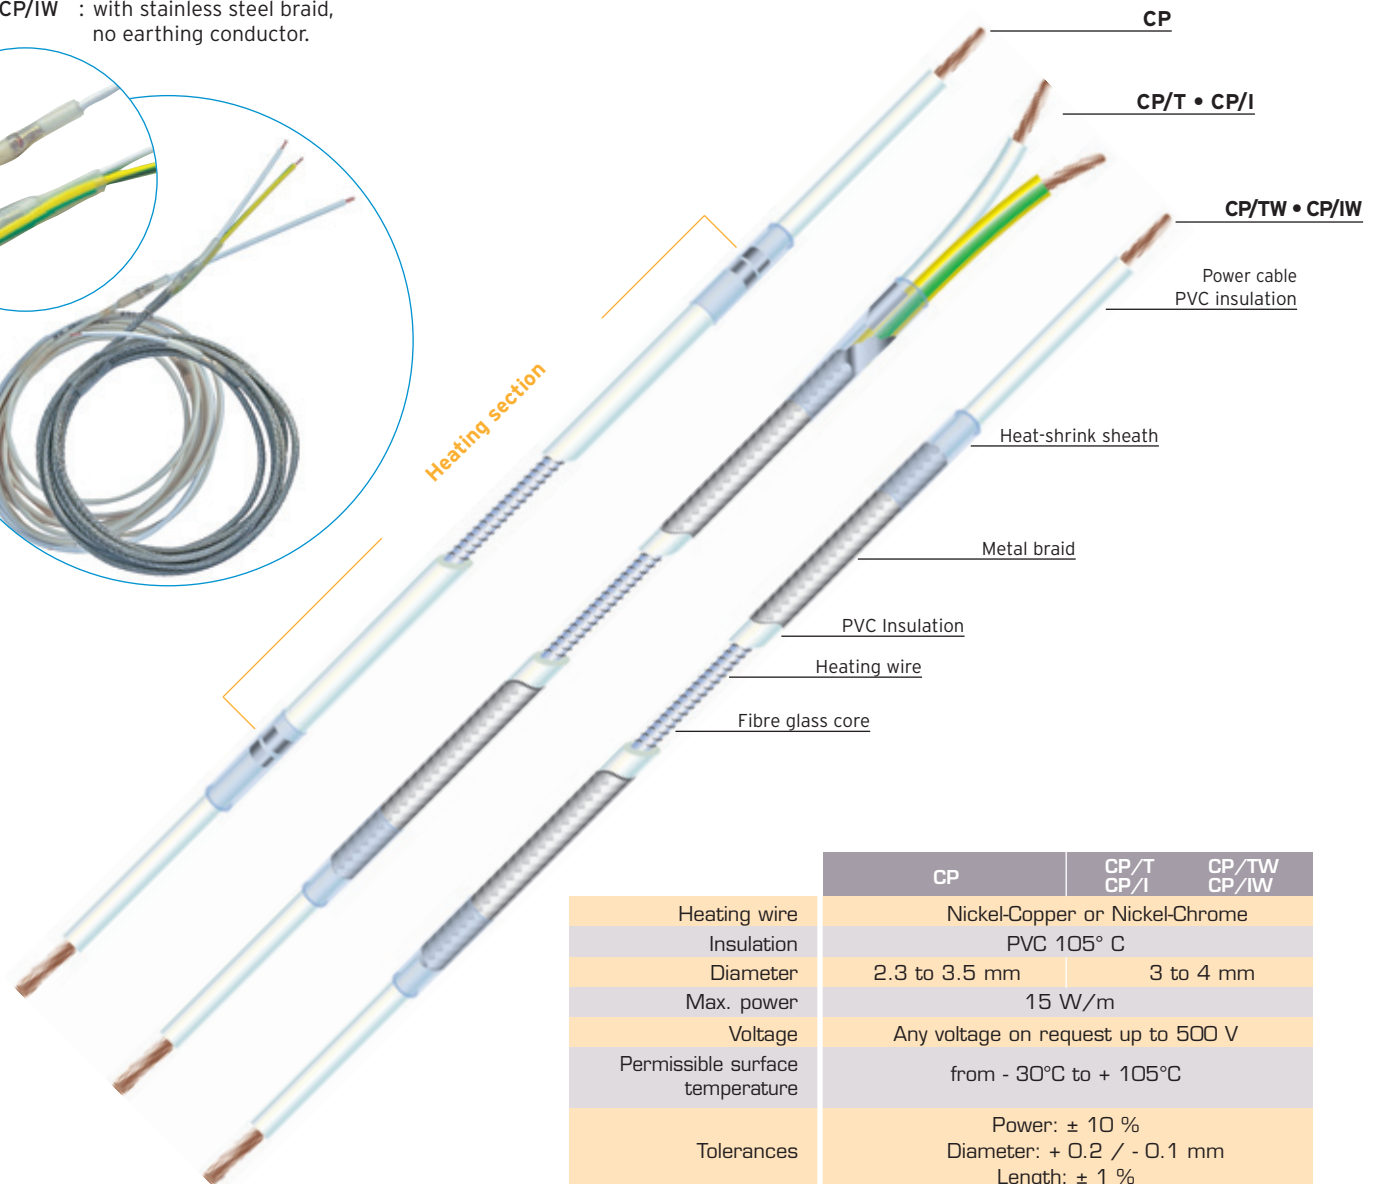 CP/IW : with stainless steel braid,
no earthing conductor.
CP
CP/T • CP/I
CP/TW • CP/IW
Power cable
PVC insulation
Heating section
Heat-shrink sheath
Metal braid
PVC Insulation
Heating wire
Fibre glass core
CP CP/T CP/TW
CP/I CP/IW
Heating wire Nickel-Copper or Nickel-Chrome
Insulation PVC 105° C
Diameter 2.3 to 3.5 mm 3 to 4 mm
Max. power 15 W/m
Voltage Any voltage on request up to 500 V
Permissible surface
temperature from - 30°C to + 105°C
Power: ± 10 %
Tolerances Diameter: + 0.2 / - 0.1 mm
Length: ± 1 %